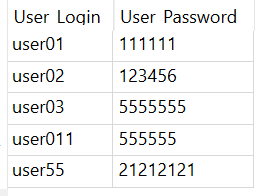 User Login User Password
user01 111111
user02 123456
user03 5555555
user011 555555
user55 21212121